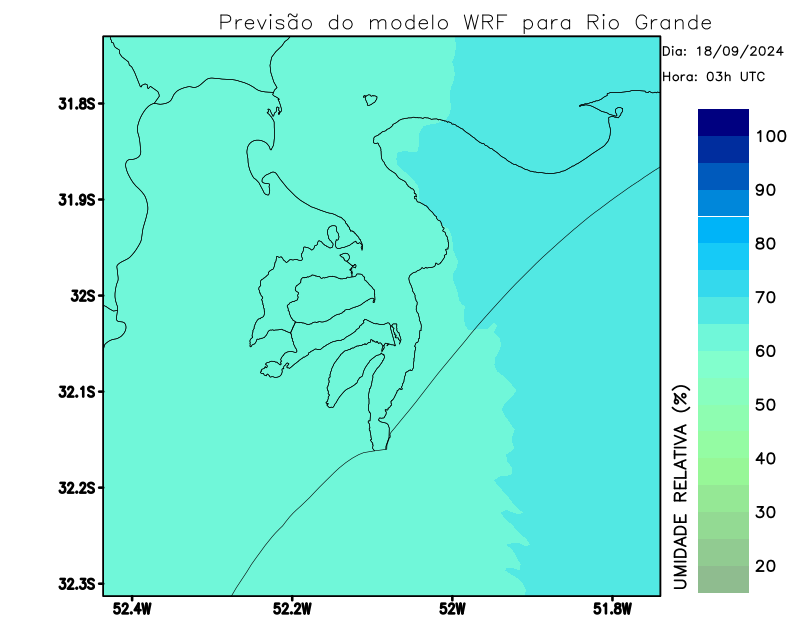 Previsão do modelo WRF para Rio Grande
Dia: 18/09/2024
Hora: 03h UTC
31.8S
31.9S
32S
32.1S
32.2S
32.3S
52.4W
52.2W
52W
51.8W
UMIDADE RELATIVA (%)
100
90
80
70
60
50
40
30
20